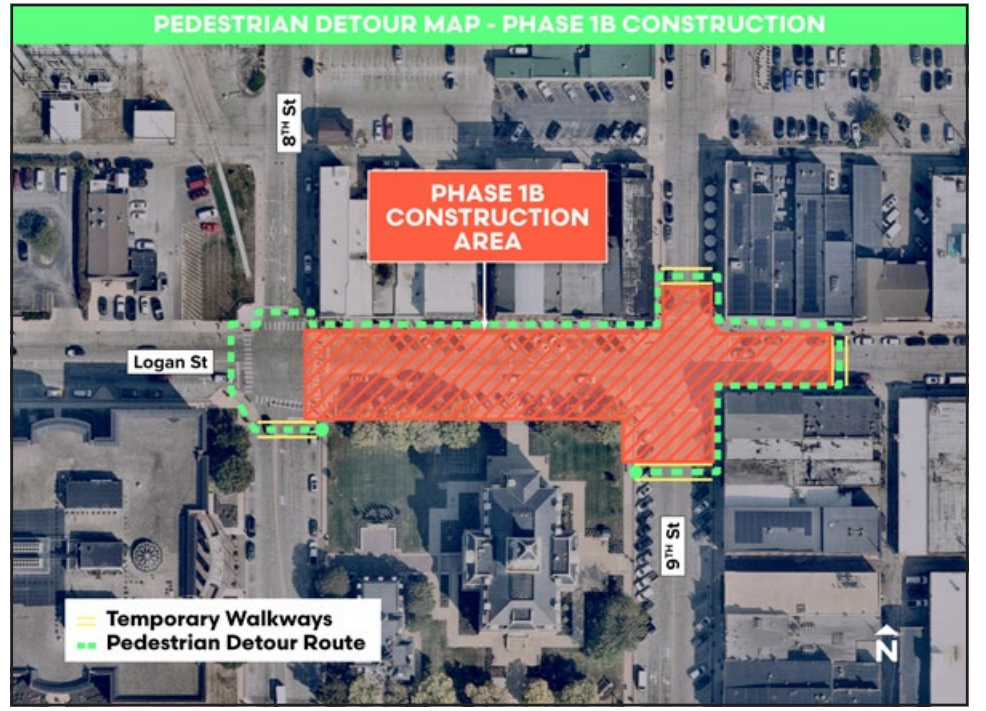 PEDESTRIAN DETOUR MAP - PHASE 1B CONSTRUCTION
8TH St
PHASE 1B
CONSTRUCTION
AREA
Logan St
9TH St
Temporary Walkways
Pedestrian Detour Route
N